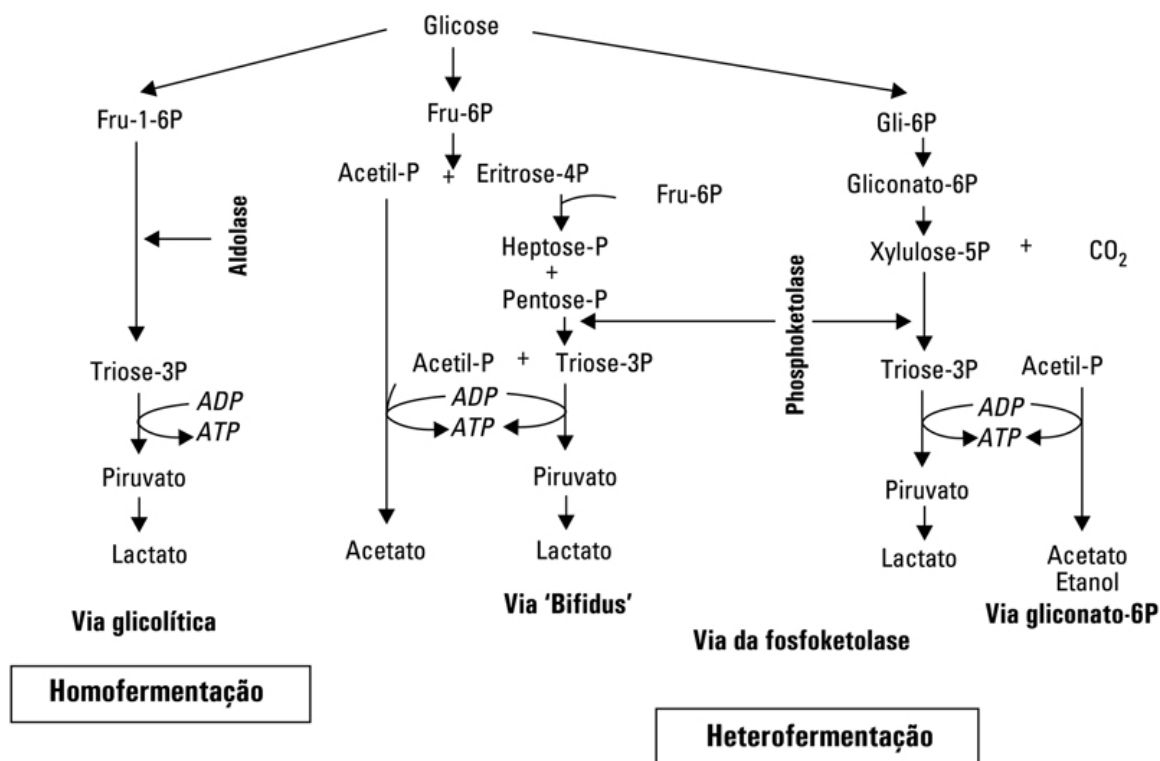 Glicose
Fru-1-6P
Aldolase
Triose-3P
ADP
ATP
Piruvato
Lactato
Via glicolítica
Homofermentação
Fru-6P
Acetil-P + Eritrose-4P
Fru-6P
Heptose-P
+
Pentose-P
Acetil-P + Triose-3P
ADP
ATP
Piruvato
Acetato
Lactato
Via 'Bifidus'
Phosphoketolase
Gli-6P
Gliconato-6P
Xylulose-5P + CO2
Triose-3P
Acetil-P
ADP
ATP
Piruvato
Lactato
Acetato
Etanol
Via gliconato-6P
Via da fosfoketolase
Heterofermentação